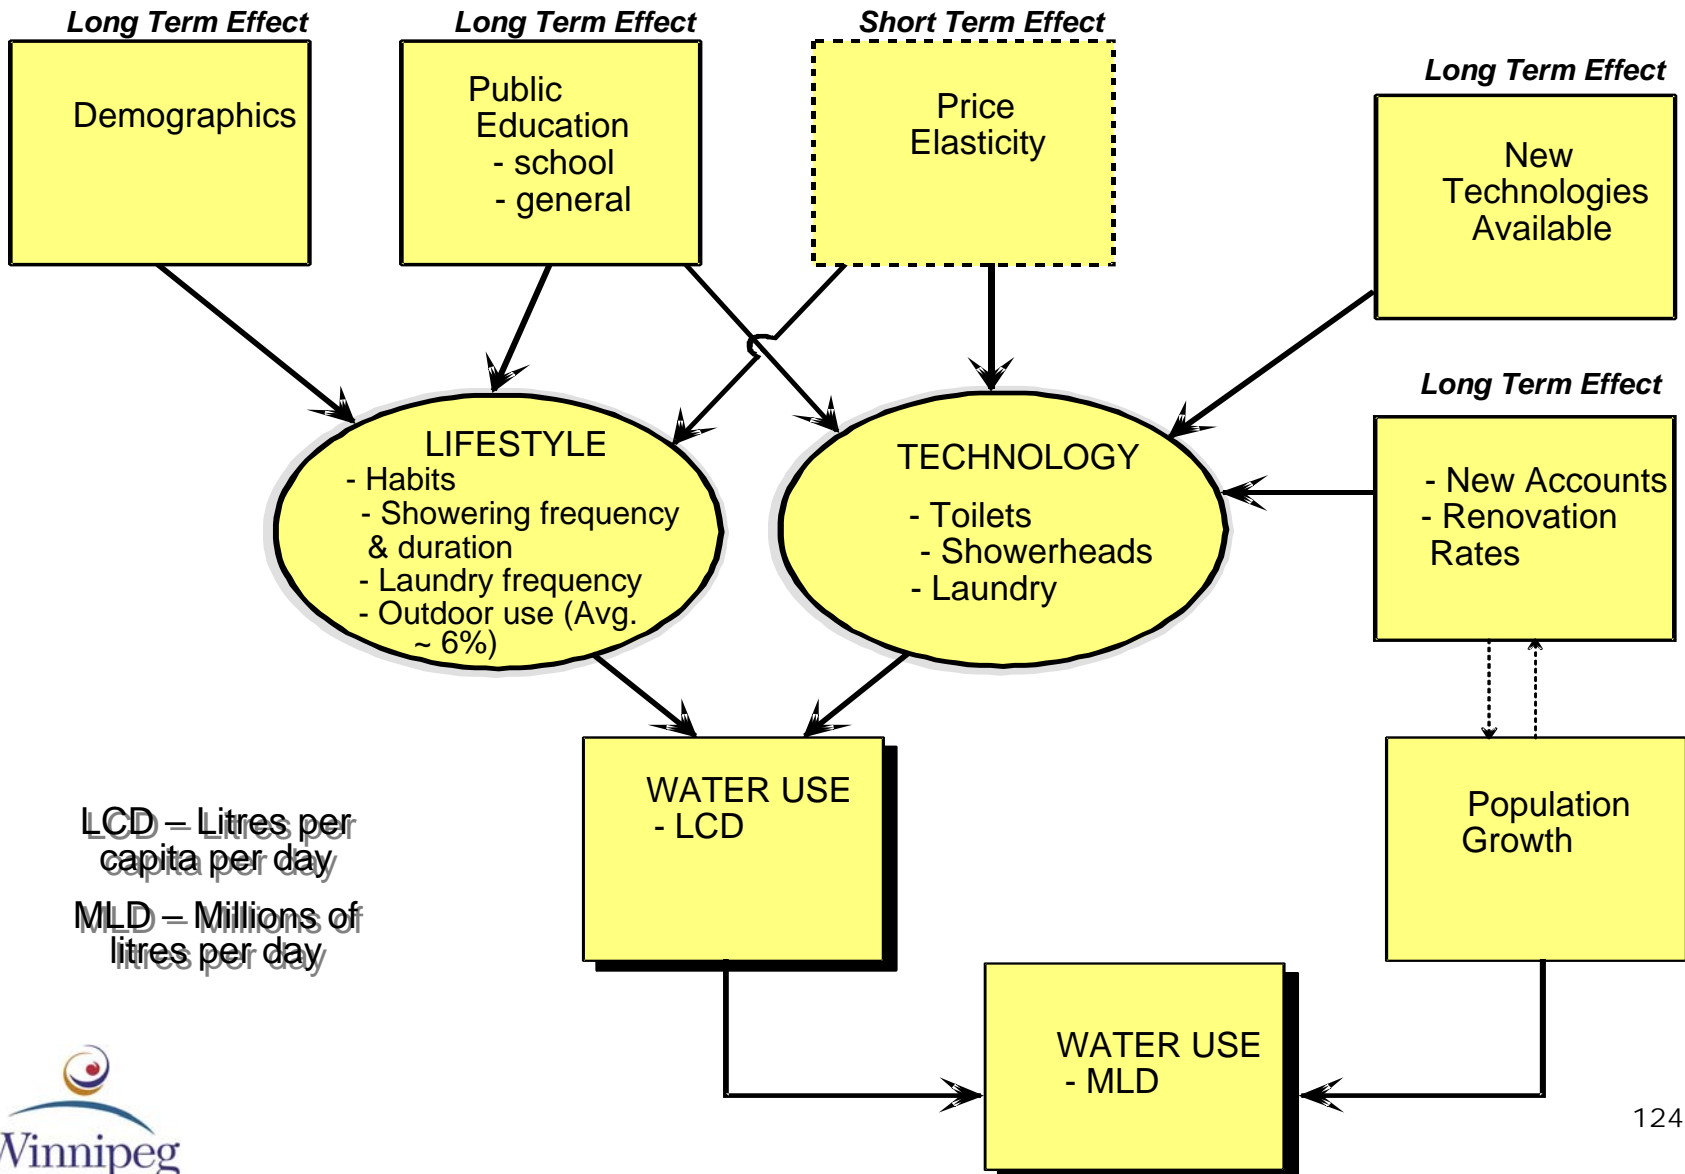 Long Term Effect
Demographics
Long Term Effect
Public
Education
- school
- general
Short Term Effect
Price
Elasticity
Long Term Effect
New
Technologies
Available
Long Term Effect
- New Accounts
- Renovation
Rates
LIFESTYLE
- Habits
- Showering frequency
& duration
- Laundry frequency
- Outdoor use (Avg.
~ 6%)
TECHNOLOGY
- Toilets
- Showerheads
- Laundry
WATER USE
- LCD
Population
Growth
LCD – Litres per
capita per day
MLD – Millions of
litres per day
WATER USE
- MLD
Winnipeg
124